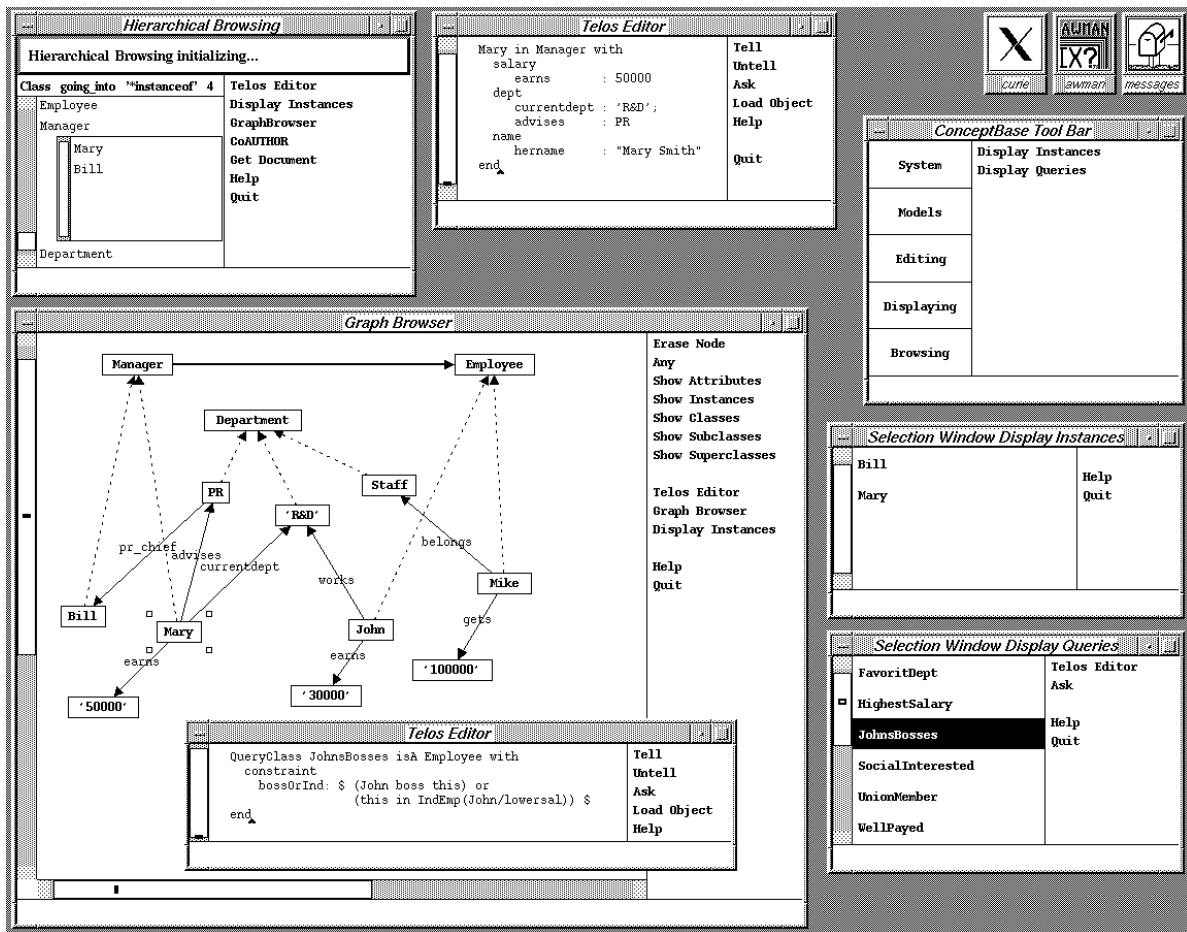 Hierarchical Browsing
Hierarchical Browsing initializing...
Class going_into '*instanceof' 4
Employee
Manager
Mary
Bill
Department
Telos Editor
Display Instances
GraphBrowser
CoAUTHOR
Get Document
Help
Quit
Telos Editor
Mary in Manager with
salary
earns : 50000
dept
currentdept : 'R&D';
advises : PR
name
hername : "Mary Smith"
end
Tell
Untell
Ask
Load Object
Help
Quit
X
AWMAN
IX?
curie
awman
messages
ConceptBase Tool Bar
System
Models
Editing
Displaying
Browsing
Display Instances
Display Queries
Graph Browser
Manager
Employee
Department
PR
Staff
'R&D'
pr_chief
advises
currentdept
belongs
works
Mike
Bill
Mary
John
gets
earns
earns
'100000'
'50000'
'30000'
Erase Node
Any
Show Attributes
Show Instances
Show Classes
Show Subclasses
Show Superclasses
Telos Editor
Graph Browser
Display Instances
Help
Quit
Selection Window Display Instances
Bill
Mary
Help
Quit
Selection Window Display Queries
FavoritDept
HighestSalary
JohnsBosses
SocialInterested
UnionMember
WellPayed
Telos Editor
Ask
Help
Quit
Telos Editor
QueryClass JohnsBosses isA Employee with
constraint
bossOrInd: $ (John boss this) or
(this in IndEmp(John/lowersal)) $
end
Tell
Untell
Ask
Load Object
Help